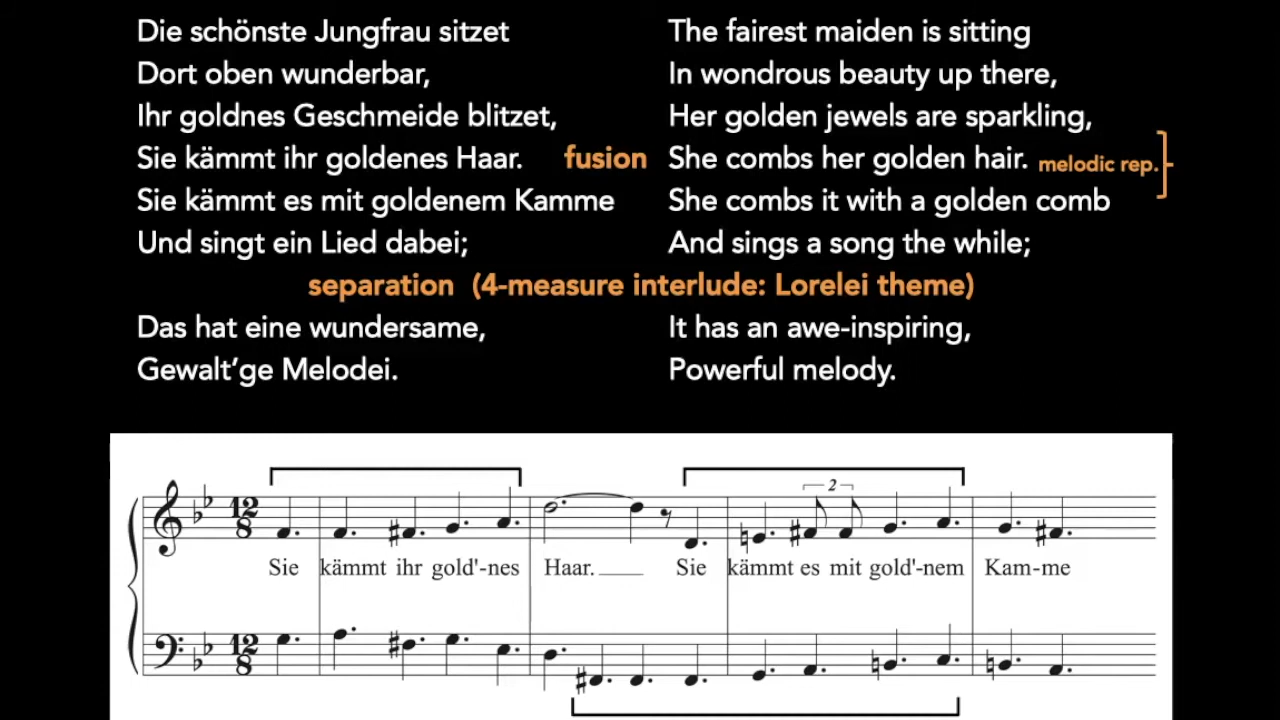 Die schönste Jungfrau sitzet
Dort oben wunderbar,
Ihr goldnes Geschmeide blitzet,
Sie kämmt ihr goldenes Haar.
fusion
Sie kämmt es mit goldenem Kamme
Und singt ein Lied dabei;
The fairest maiden is sitting
In wondrous beauty up there,
Her golden jewels are sparkling,
She combs her golden hair.
melodic rep.
She combs it with a golden comb
And sings a song the while;
separation (4-measure interlude: Lorelei theme)
Das hat eine wundersame,
Gewalt’ge Melodei.
It has an awe-inspiring,
Powerful melody.
12 8
2
Sie kämmt ihr gold'-nes Haar. Sie kämmt es mit gold'-nem Kam-me
12 8